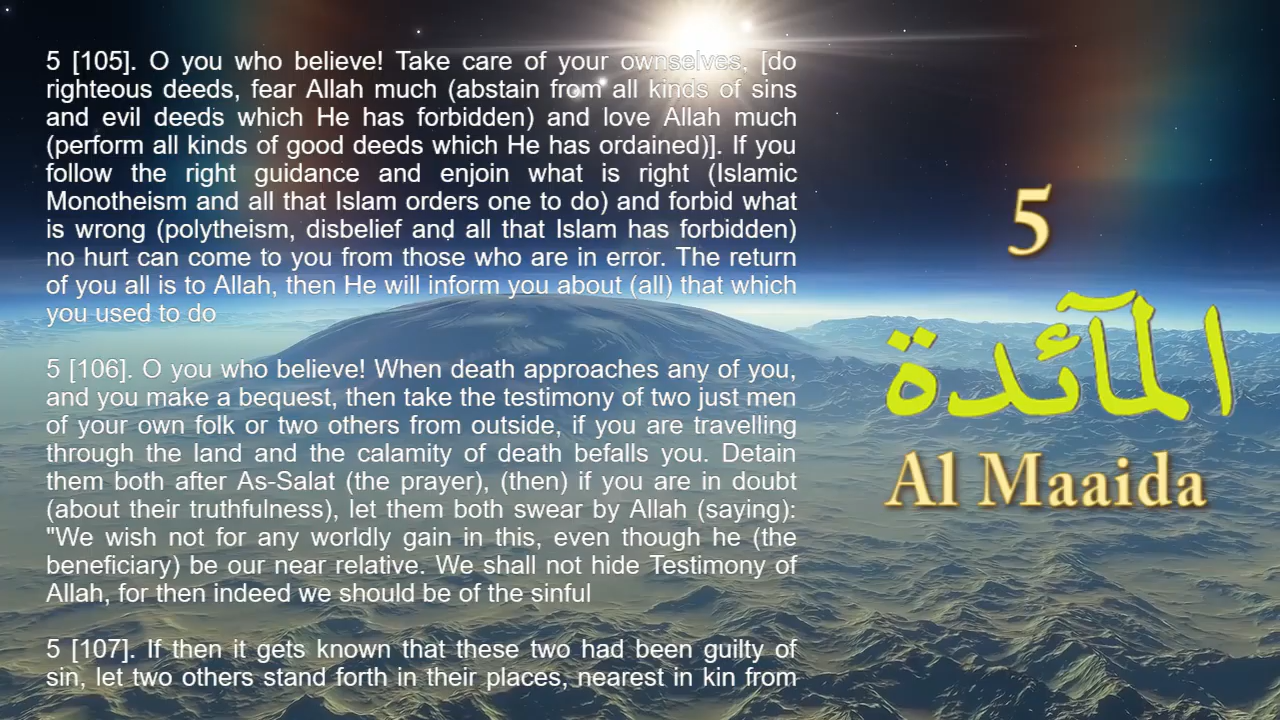 5 [105]. O you who believe! Take care of your ownselves, [do
righteous deeds, fear Allah much (abstain from all kinds of sins
and evil deeds which He has forbidden) and love Allah much
(perform all kinds of good deeds which He has ordained)]. If you
follow the right guidance and enjoin what is right (Islamic
Monotheism and all that Islam orders one to do) and forbid what
is wrong (polytheism, disbelief and all that Islam has forbidden)
no hurt can come to you from those who are in error. The return
of you all is to Allah, then He will inform you about (all) that which
you used to do
5 [106]. O you who believe! When death approaches any of you,
and you make a bequest, then take the testimony of two just men
of your own folk or two others from outside, if you are travelling
through the land and the calamity of death befalls you. Detain
them both after As-Salat (the prayer), (then) if you are in doubt
(about their truthfulness), let them both swear by Allah (saying):
"We wish not for any worldly gain in this, even though he (the
beneficiary) be our near relative. We shall not hide Testimony of
Allah, for then indeed we should be of the sinful
5 [107]. If then it gets known that these two had been guilty of
sin, let two others stand forth in their places, nearest in kin from
5
المآئدة
Al Maaida